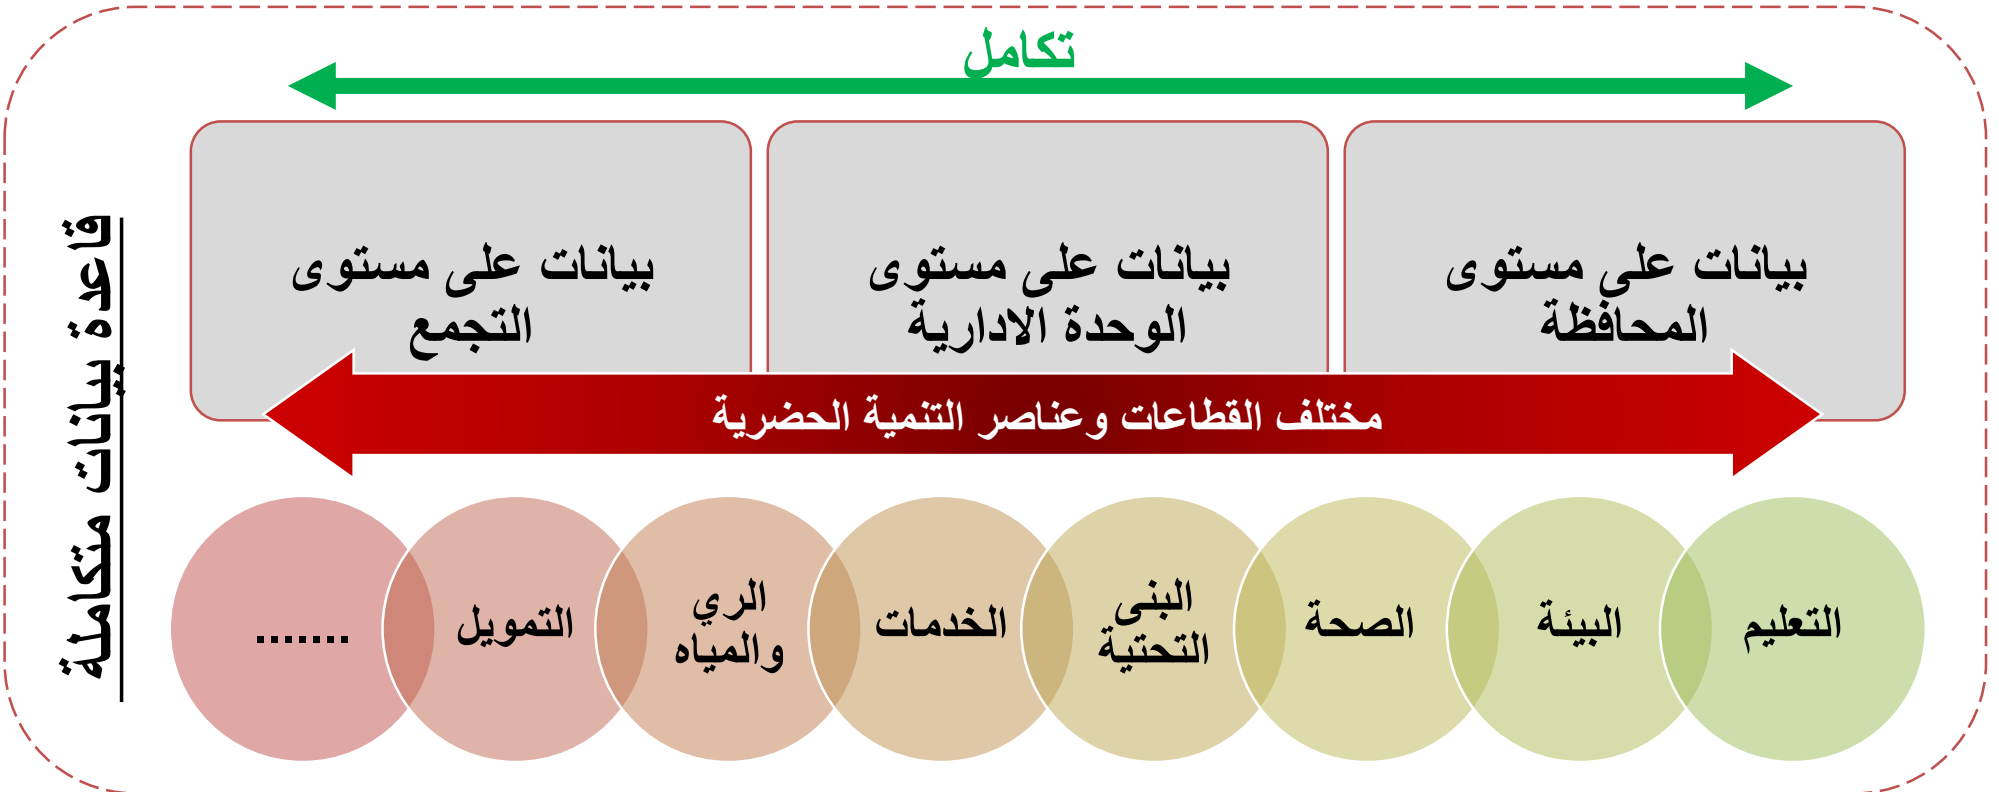 تكامل
بيانات على مستوى
المحافظة
بيانات على مستوى
الوحدة الادارية
بيانات على مستوى
التجمع
مختلف القطاعات وعناصر التنمية الحضرية
التعليم
البيئة
الصحة
البنى
التحتية
الخدمات
الري
والمياه
التمويل
.......
قاعدة بيانات متكاملة